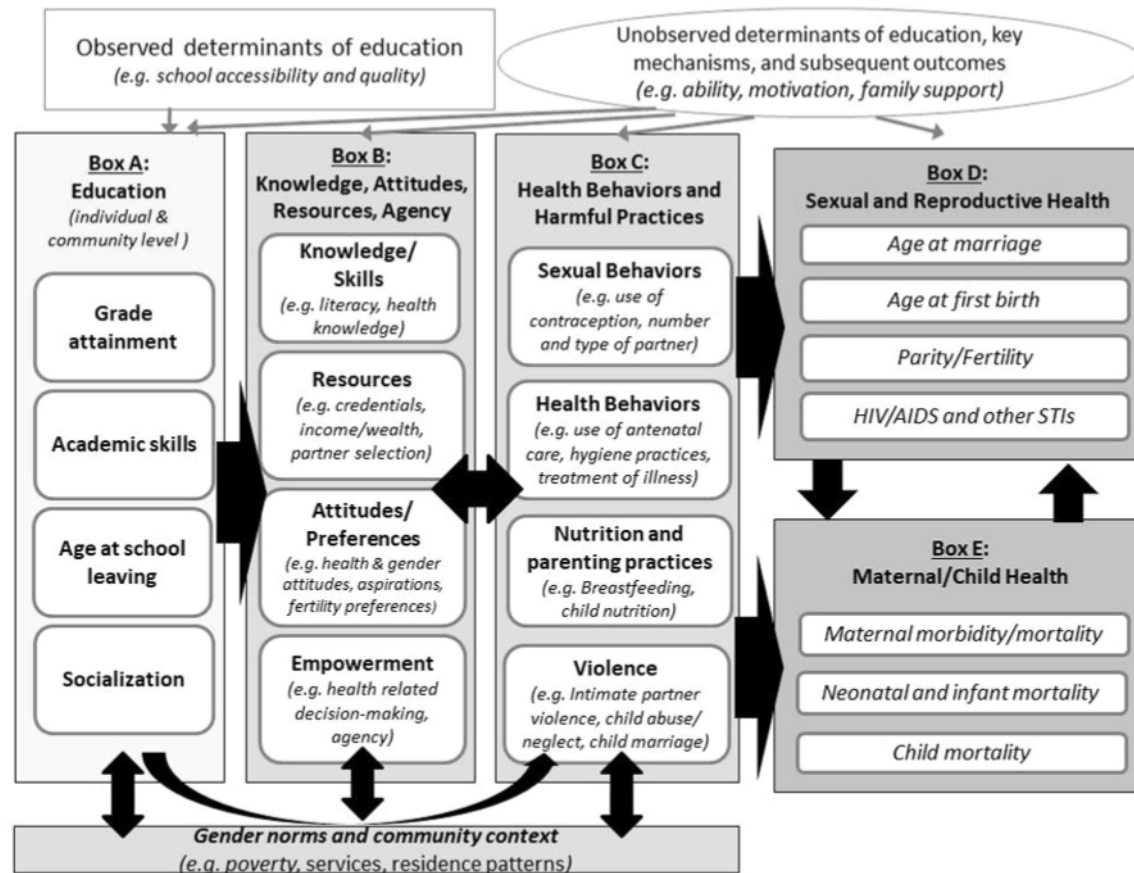 Observed determinants of education
(e.g. school accessibility and quality)
Unobserved determinants of education, key
mechanisms, and subsequent outcomes
(e.g. ability, motivation, family support)
Box A:
Education
(individual &
community level )
Grade
attainment
Academic skills
Age at school
leaving
Socialization
Box B:
Knowledge, Attitudes,
Resources, Agency
Knowledge/
Skills
(e.g. literacy, health
knowledge)
Resources
(e.g. credentials,
income/wealth,
partner selection)
Attitudes/
Preferences
(e.g. health & gender
attitudes, aspirations,
fertility preferences)
Empowerment
(e.g. health related
decision-making,
agency)
Box C:
Health Behaviors and
Harmful Practices
Sexual Behaviors
(e.g. use of
contraception, number
and type of partner)
Health Behaviors
(e.g. use of antenatal
care, hygiene practices,
treatment of illness)
Nutrition and
parenting practices
(e.g. Breastfeeding,
child nutrition)
Violence
(e.g. Intimate partner
violence, child abuse/
neglect, child marriage)
Box D:
Sexual and Reproductive Health
Age at marriage
Age at first birth
Parity/Fertility
HIV/AIDS and other STIs
Box E:
Maternal/Child Health
Maternal morbidity/mortality
Neonatal and infant mortality
Child mortality
Gender norms and community context
(e.g. poverty, services, residence patterns)